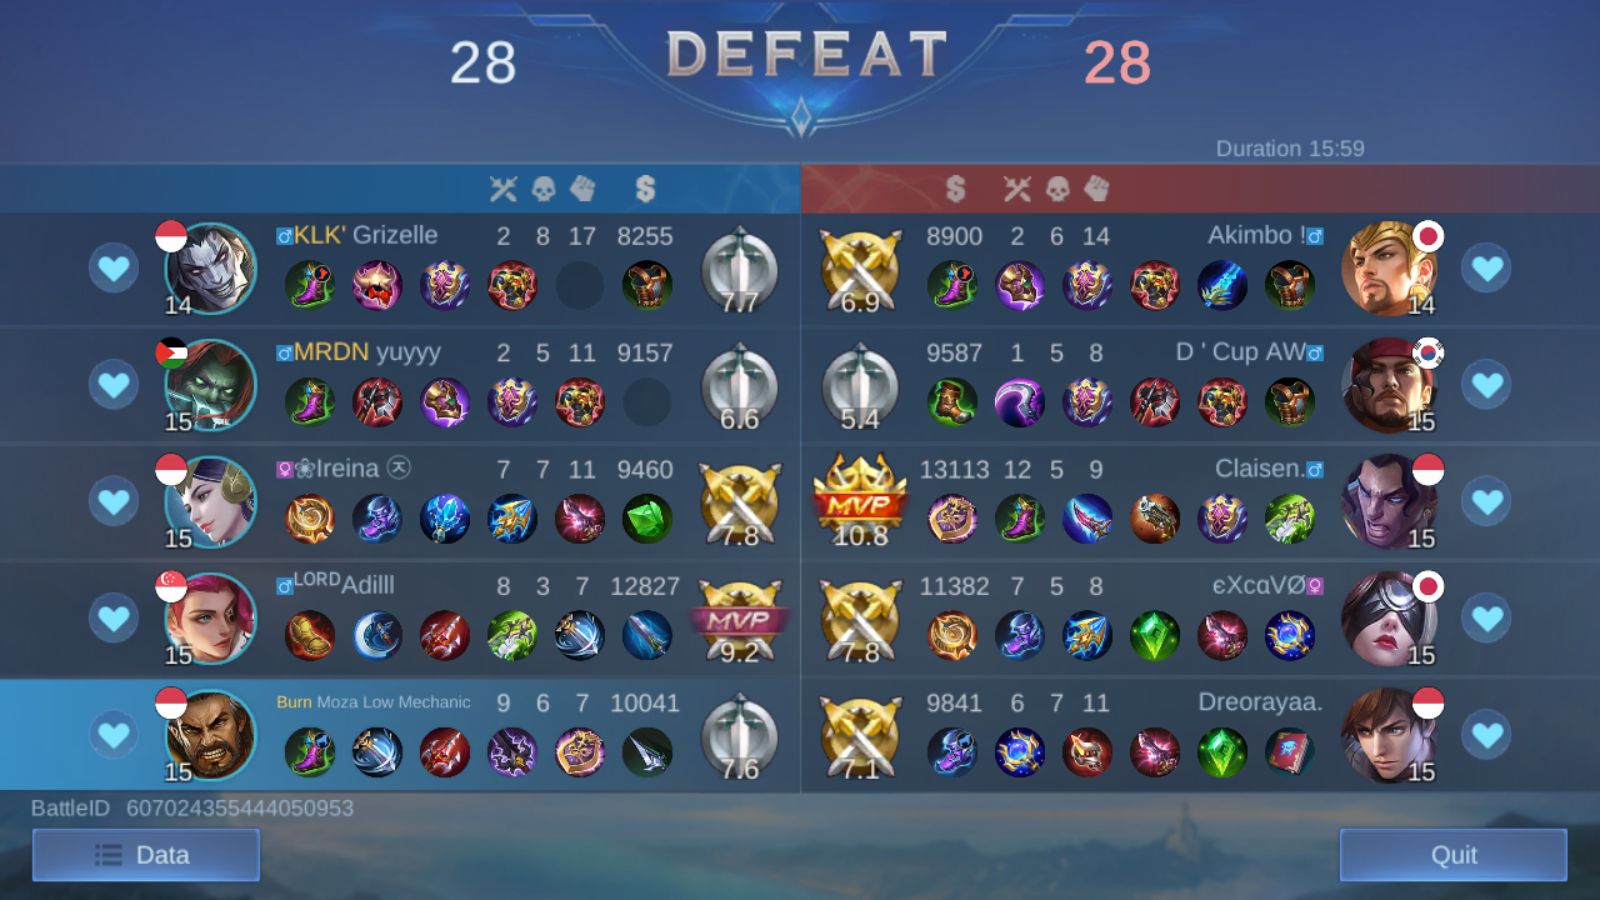 28 DEFEAT 28
Duration 15:59
KLK' Grizelle 2 8 17 8255 7.7 14
6.9 8900 2 6 14 Akimbo ! 14
MRDN yuyyy 2 5 11 9157 6.6 15
5.4 9587 1 5 8 D ' Cup AW 15
❀Ireina 7 7 11 9460 7.8 15
MVP 10.8 13113 12 5 9 Claisen. 15
LORDAdilll 8 3 7 12827 MVP 9.2 15
7.8 11382 7 5 8 єXcαVØ 15
Burn Moza Low Mechanic 9 6 7 10041 7.6 15
7.1 9841 6 7 11 Dreorayaa. 15
BattleID 607024355444050953
Data
Quit